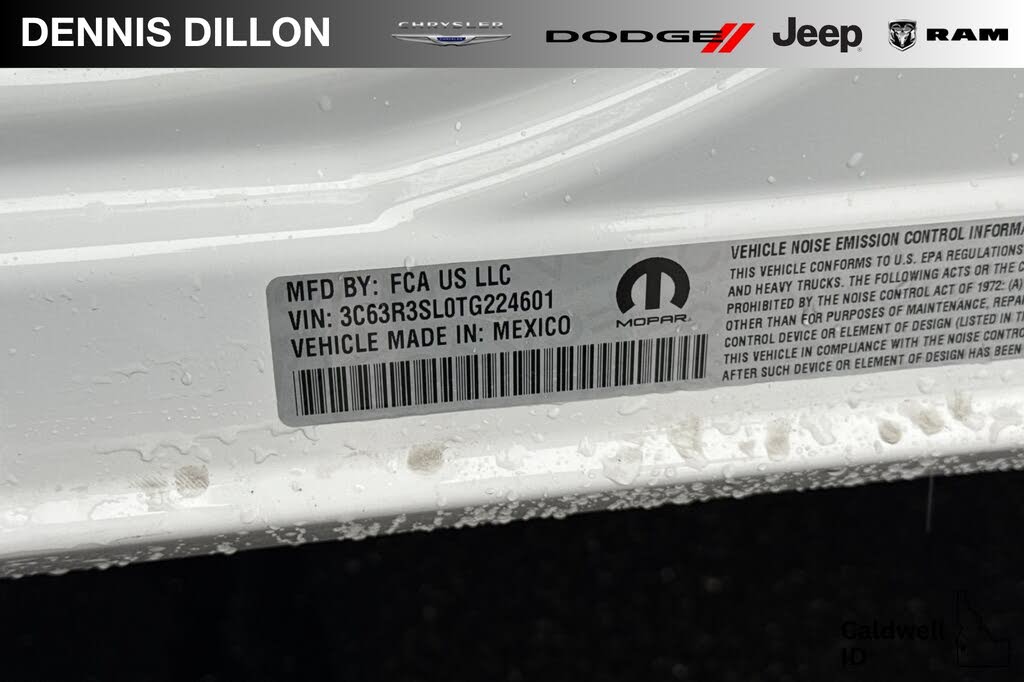 DENNIS DILLON
CHRYSLER
DODGE
Jeep
RAM
MFD BY: FCA US LLC
VIN: 3C63R3SL0TG224601
VEHICLE MADE IN: MEXICO
MOPAR
VEHICLE NOISE EMISSION CONTROL INFORMA
THIS VEHICLE CONFORMS TO U.S. EPA REGULATIONS
AND HEAVY TRUCKS. THE FOLLOWING ACTS OR THE C
PROHIBITED BY THE NOISE CONTROL ACT OF 1972: (A)
OTHER THAN FOR PURPOSES OF MAINTENANCE, REPAIR
CONTROL DEVICE OR ELEMENT OF DESIGN (LISTED IN T
THIS VEHICLE IN COMPLIANCE WITH THE NOISE CONTRO
AFTER SUCH DEVICE OR ELEMENT OF DESIGN HAS BEEN
Caldwell
ID